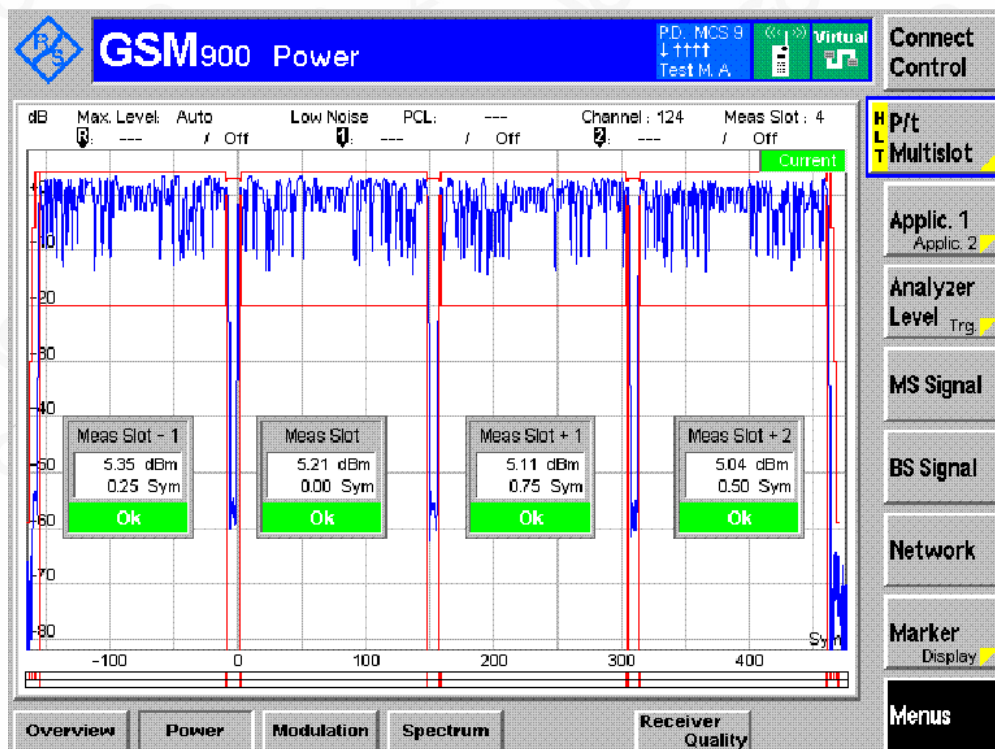 R/S
GSM900 Power
P.D. MCS 9
↓ ↑↑↑↑
Test M. A.
Virtual
Connect Control
dB Max. Level: Auto Low Noise PCL: --- Channel : 124 Meas Slot : 4
R: --- / Off 1: --- / Off 2: --- / Off
Current
HLT
P/t Multislot
Applic. 1
Applic. 2
Analyzer Level Trg.
MS Signal
BS Signal
Network
Marker
Display
Menus
-10
-20
-30
-40
-50
-60
-70
-80
Meas Slot - 1
5.35 dBm
0.25 Sym
Ok
Meas Slot
5.21 dBm
0.00 Sym
Ok
Meas Slot + 1
5.11 dBm
0.75 Sym
Ok
Meas Slot + 2
5.04 dBm
0.50 Sym
Ok
Sym
-100 0 100 200 300 400
Overview Power Modulation Spectrum Receiver Quality